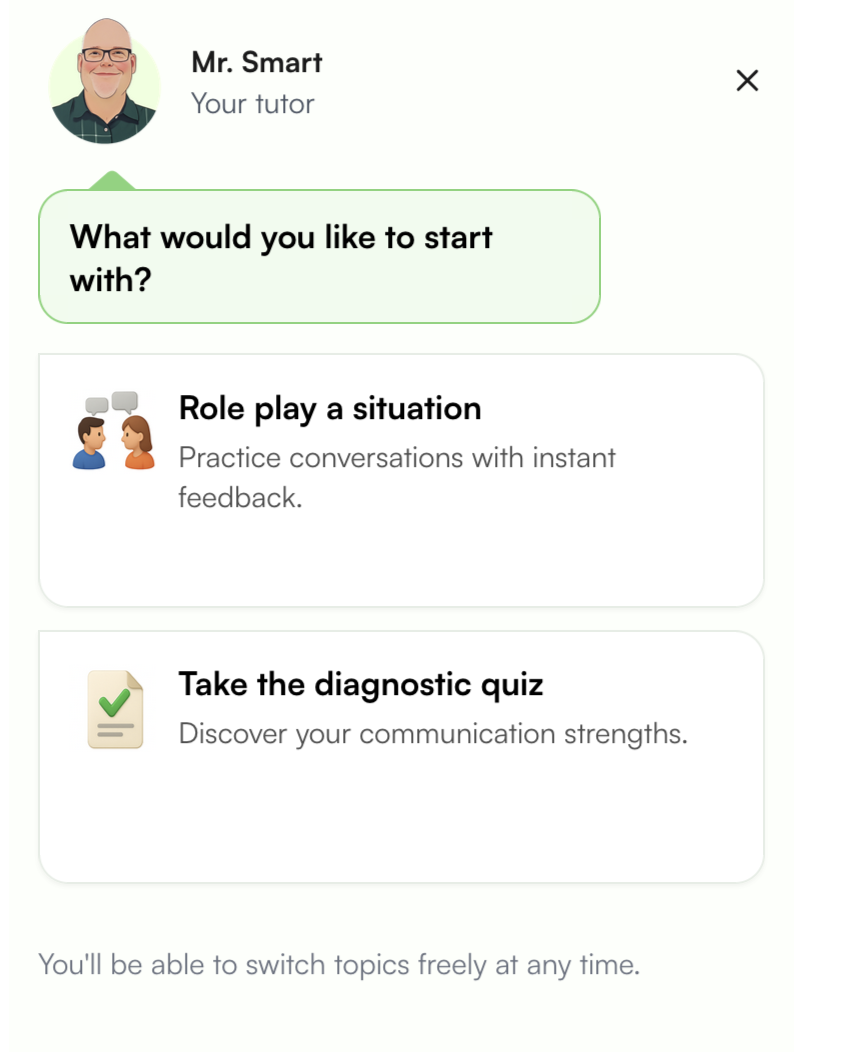 Mr. Smart
Your tutor
What would you like to start
with?
Role play a situation
Practice conversations with instant
feedback.
Take the diagnostic quiz
Discover your communication strengths.
You'll be able to switch topics freely at any time.